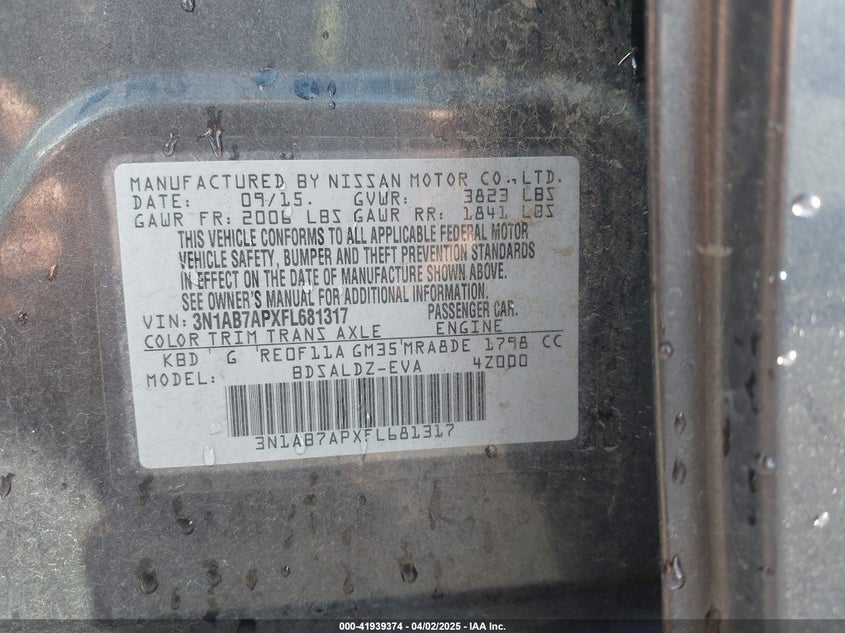 MANUFACTURED BY NISSAN MOTOR CO.,LTD.
DATE: 09/15. GVWR: 3823 LBS
GAWR FR: 2006 LBS GAWR RR: 1841 LBS
THIS VEHICLE CONFORMS TO ALL APPLICABLE FEDERAL MOTOR
VEHICLE SAFETY, BUMPER AND THEFT PREVENTION STANDARDS
IN EFFECT ON THE DATE OF MANUFACTURE SHOWN ABOVE.
SEE OWNER'S MANUAL FOR ADDITIONAL INFORMATION.
VIN: 3N1AB7APXFL681317 PASSENGER CAR.
COLOR TRIM TRANS AXLE ENGINE
KBD G RE0F11A GM35 MRA8DE 1798 CC
MODEL: BDSALDZ-EVA 4Z000
3N1AB7APXFL681317
000-41939374 04/02/2025 - IAA Inc.